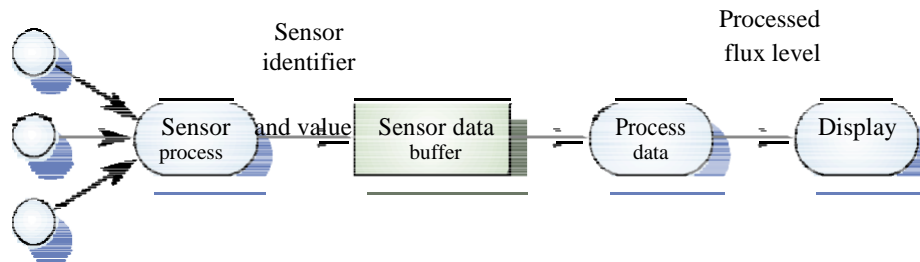 Sensor
identifier
and value
Processed
flux level
Sensor
process
Sensor data
buffer
Process
data
Display